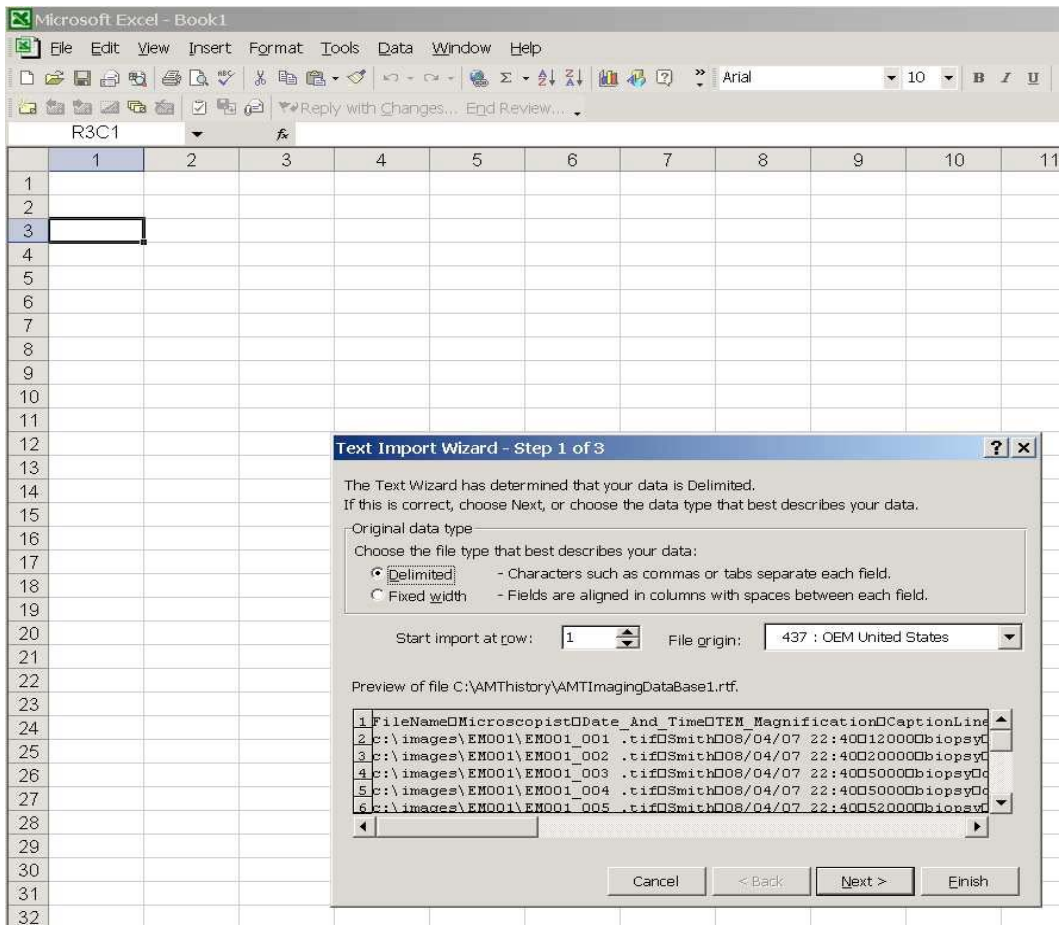 Microsoft Excel - Book1
File Edit View Insert Format Tools Data Window Help
Arial 10 B I U
Reply with Changes... End Review...
R3C1 fx
1 2 3 4 5 6 7 8 9 10 11
1
2
3
4
5
6
7
8
9
10
11
12
13
14
15
16
17
18
19
20
21
22
23
24
25
26
27
28
29
30
31
32
Text Import Wizard - Step 1 of 3
The Text Wizard has determined that your data is Delimited.
If this is correct, choose Next, or choose the data type that best describes your data.
Original data type
Choose the file type that best describes your data:
Delimited - Characters such as commas or tabs separate each field.
Fixed width - Fields are aligned in columns with spaces between each field.
Start import at row: 1 File origin: 437 : OEM United States
Preview of file C:\AMThistory\AMTImagingDataBase1.rtf.
1 FileName□Microscopist□Date_And_Time□TEM_Magnification□CaptionLine
2 c:\images\EM001\EM001_001 .tif□Smith□08/04/07 22:40□12000□biopsy□
3 c:\images\EM001\EM001_002 .tif□Smith□08/04/07 22:40□20000□biopsy□
4 c:\images\EM001\EM001_003 .tif□Smith□08/04/07 22:40□5000□biopsy□c
5 c:\images\EM001\EM001_004 .tif□Smith□08/04/07 22:40□5000□biopsy□c
6 c:\images\EM001\EM001_005 .tif□Smith□08/04/07 22:40□52000□biopsy□
Cancel < Back Next > Finish